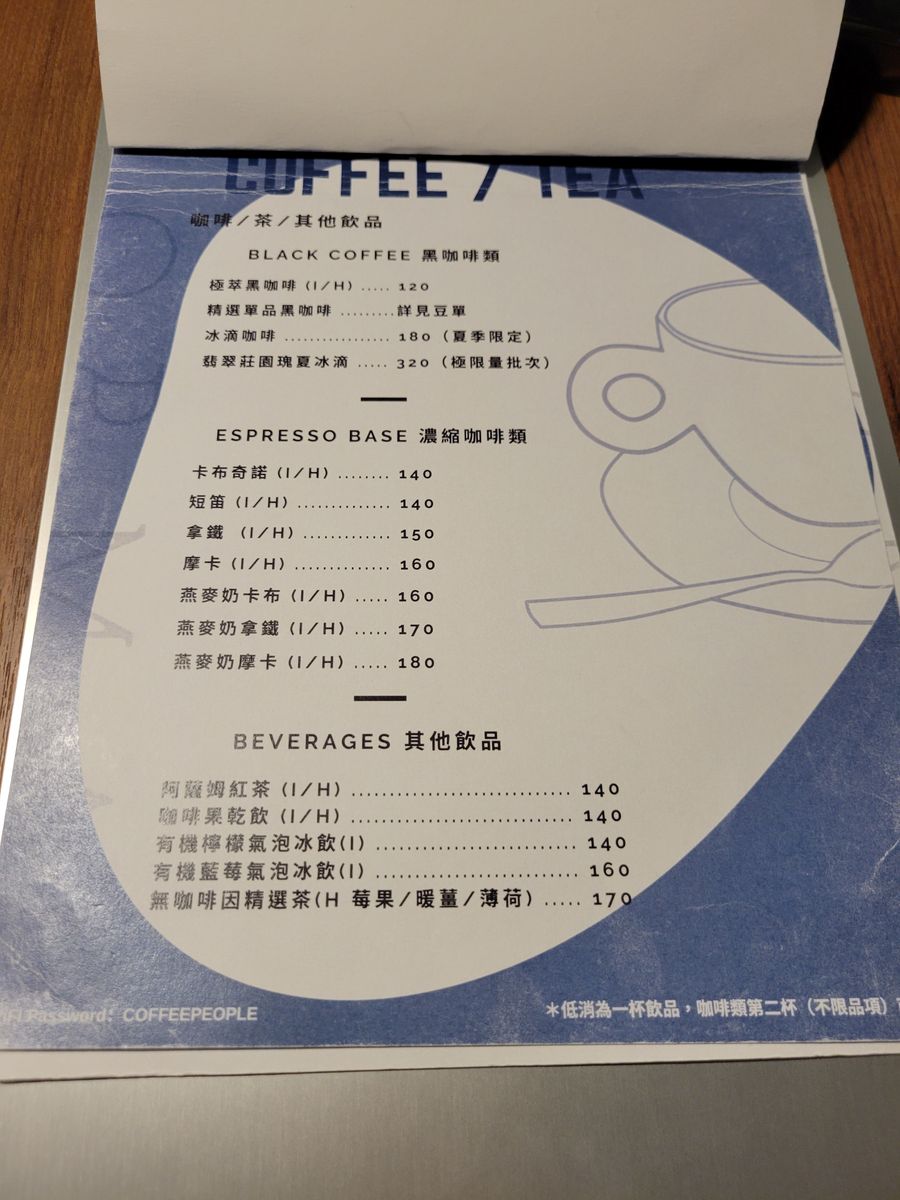 COFFEE / TEA
咖啡/茶/其他飲品
BLACK COFFEE 黑咖啡類
極萃黑咖啡 (I/H) ..... 120
精選單品黑咖啡 .........詳見豆單
冰滴咖啡 ................. 180（夏季限定）
翡翠莊園瑰夏冰滴 ..... 320（極限量批次）
ESPRESSO BASE 濃縮咖啡類
卡布奇諾 (I/H) ........ 140
短笛 (I/H) .............. 140
拿鐵 (I/H) ............. 150
摩卡 (I/H) .............. 160
燕麥奶卡布 (I/H) ..... 160
燕麥奶拿鐵 (I/H) ..... 170
燕麥奶摩卡 (I/H) ..... 180
BEVERAGES 其他飲品
阿薩姆紅茶 (I/H) ............................ 140
咖啡果乾飲 (I/H) ............................ 140
有機檸檬氣泡冰飲(I) .......................... 140
有機藍莓氣泡冰飲(I) .......................... 160
無咖啡因精選茶(H 莓果/暖薑/薄荷) ..... 170
Password: COFFEEPEOPLE
＊低消為一杯飲品，咖啡類第二杯（不限品項）